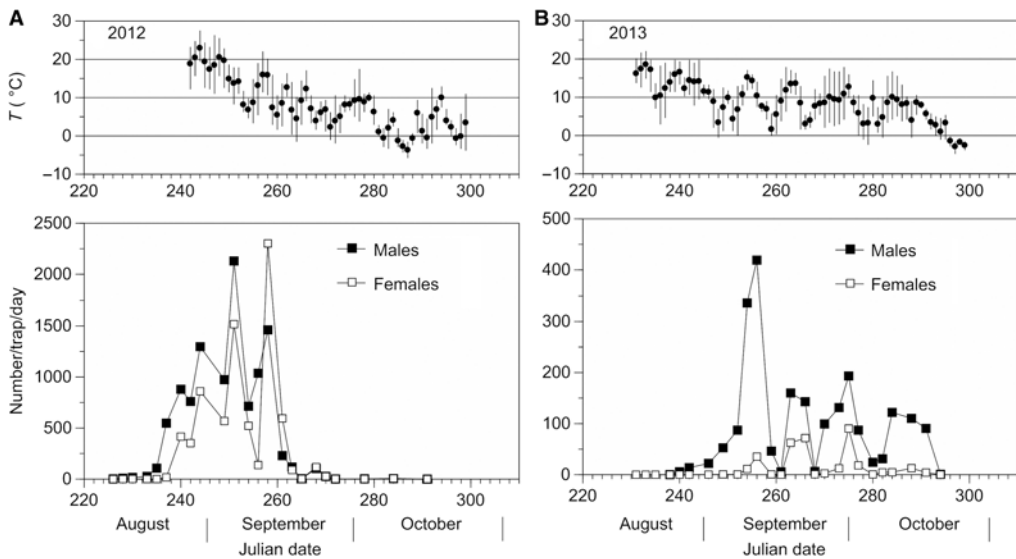 A
2012
T (°C)
30
20
10
0
−10
220 240 260 280 300
Number/trap/day
2500
2000
1500
1000
500
0
Males
Females
220 240 260 280 300
August | September | October |
Julian date
B
2013
30
20
10
0
−10
220 240 260 280 300
500
400
300
200
100
0
Males
Females
220 240 260 280 300
August | September | October |
Julian date